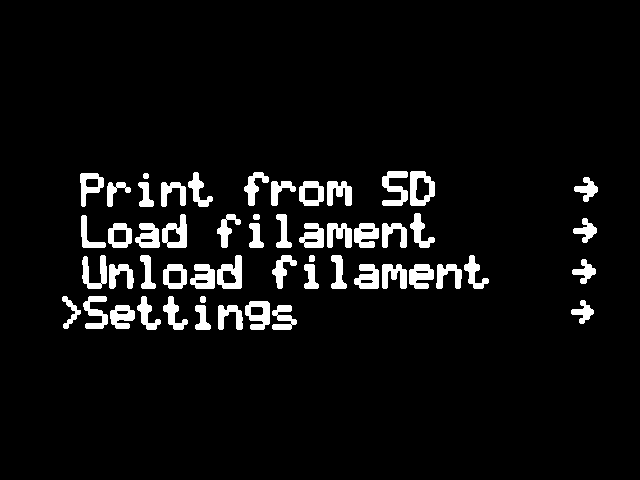 Print from SD →
Load filament →
Unload filament →
>Settings →